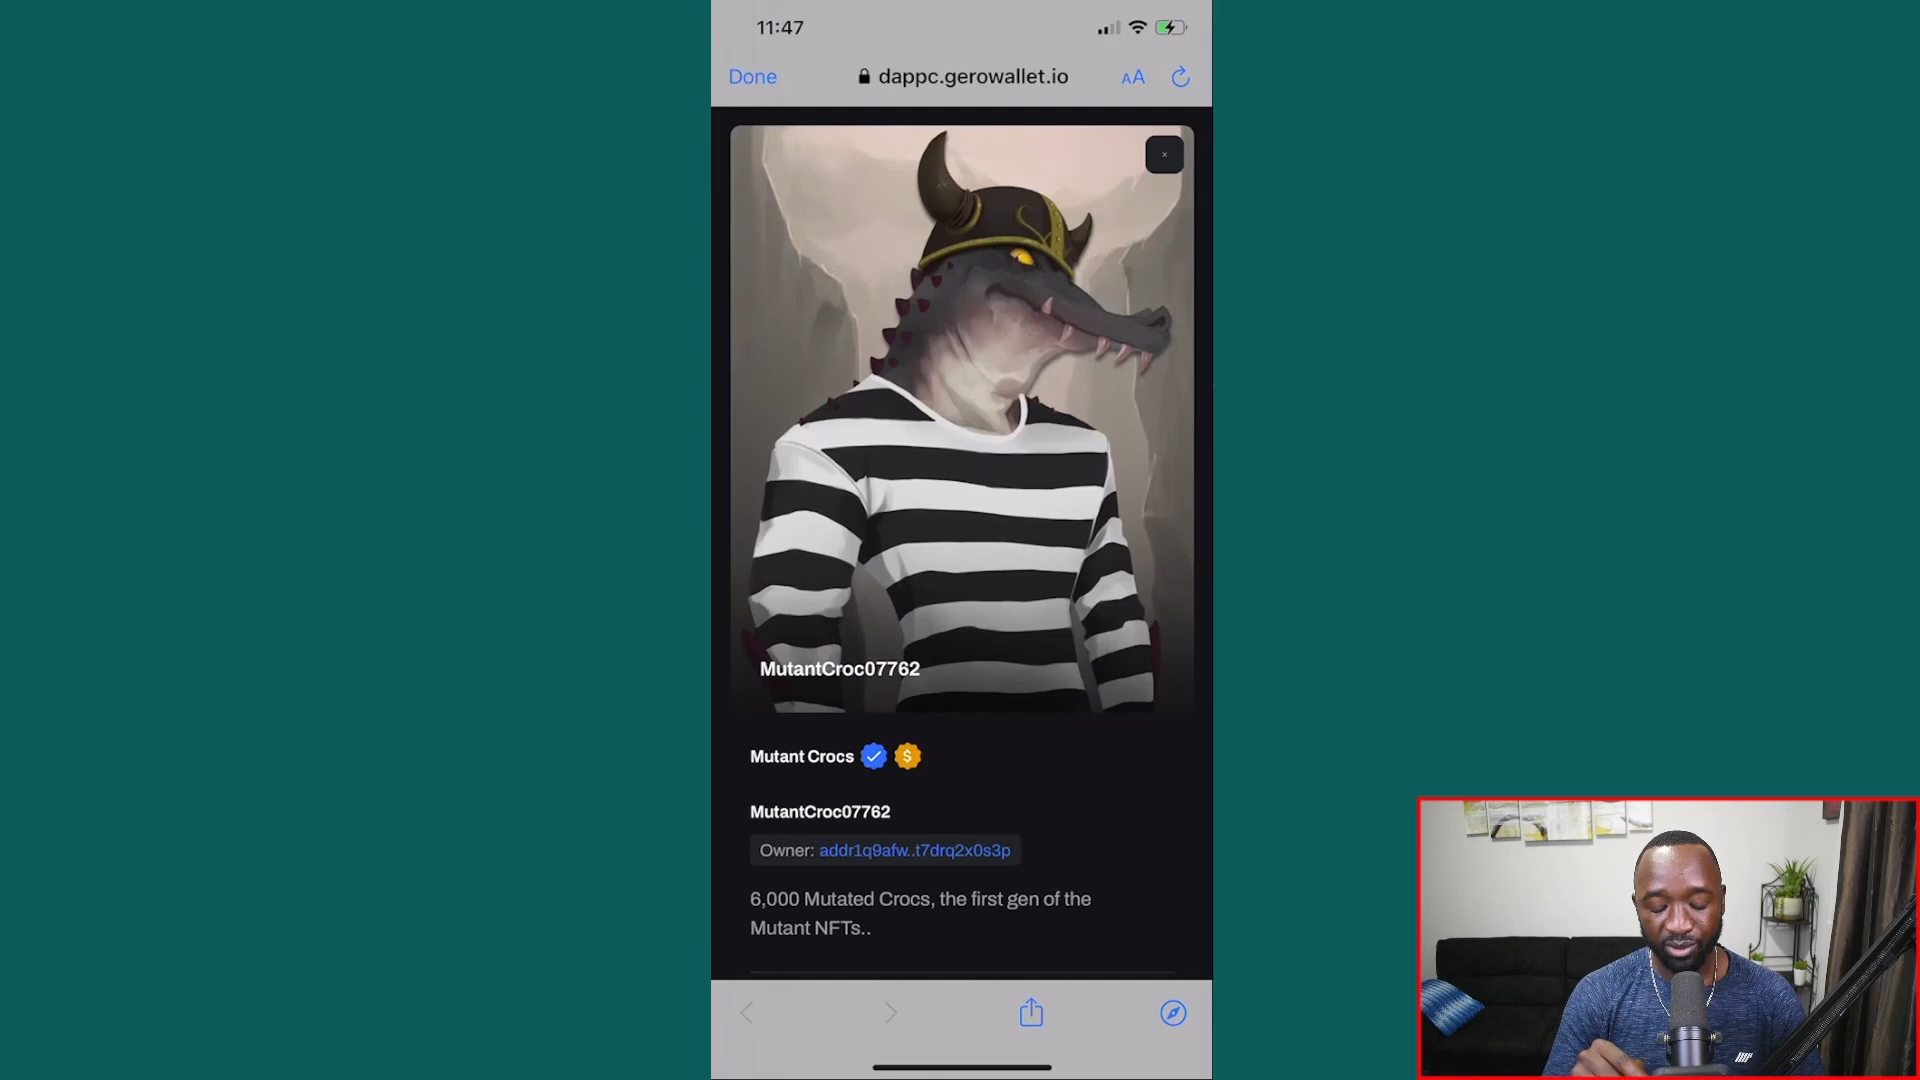 11:47
Done
dappc.gerowallet.io
AA
MutantCroc07762
Mutant Crocs
$
MutantCroc07762
Owner: addr1q9afw..t7drq2x0s3p
6,000 Mutated Crocs, the first gen of the
Mutant NFTs..